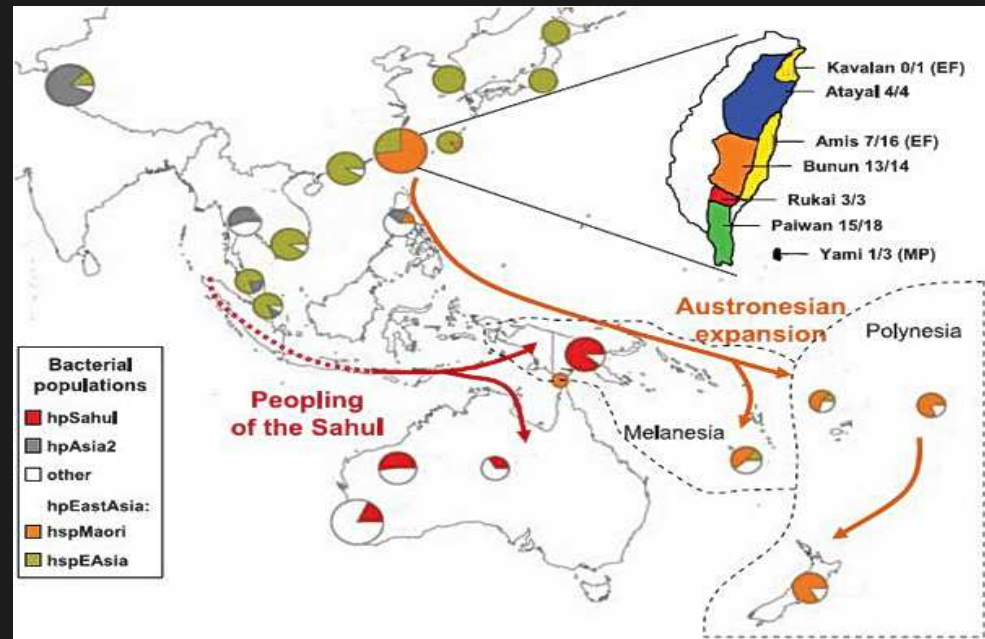 Kavalan 0/1 (EF)
Atayal 4/4
Amis 7/16 (EF)
Bunun 13/14
Rukai 3/3
Paiwan 15/18
Yami 1/3 (MP)
Austronesian
expansion
Polynesia
Melanesia
Peopling
of the Sahul
Bacterial
populations
hpSahul
hpAsia2
other
hpEastAsia:
hspMaori
hspEAsia